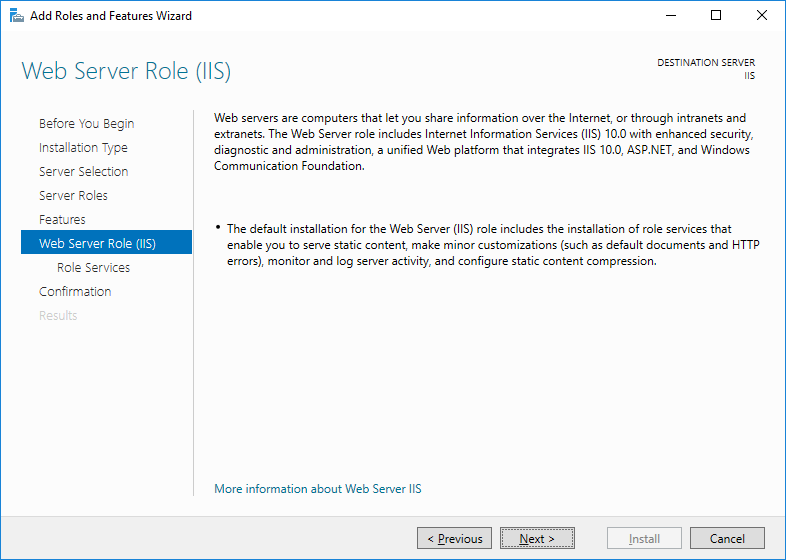 Add Roles and Features Wizard
Web Server Role (IIS)
DESTINATION SERVER
IIS
Before You Begin
Installation Type
Server Selection
Server Roles
Features
Web Server Role (IIS)
Role Services
Confirmation
Results
Web servers are computers that let you share information over the Internet, or through intranets and
extranets. The Web Server role includes Internet Information Services (IIS) 10.0 with enhanced security,
diagnostic and administration, a unified Web platform that integrates IIS 10.0, ASP.NET, and Windows
Communication Foundation.
• The default installation for the Web Server (IIS) role includes the installation of role services that
enable you to serve static content, make minor customizations (such as default documents and HTTP
errors), monitor and log server activity, and configure static content compression.
More information about Web Server IIS
< Previous
Next >
Install
Cancel